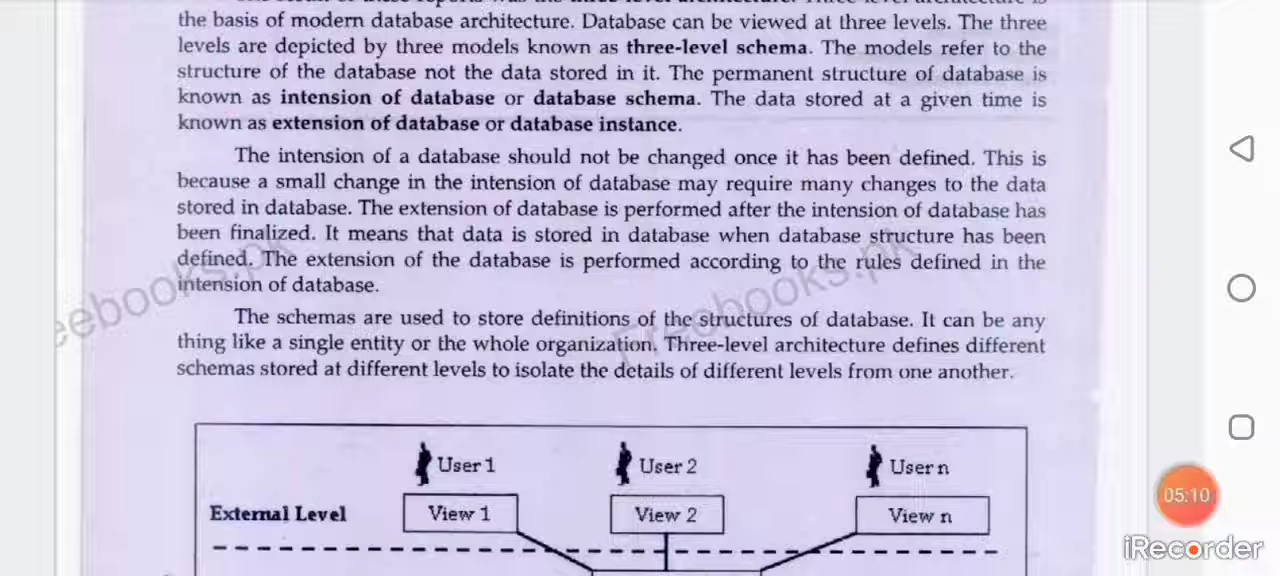 the basis of modern database architecture. Database can be viewed at three levels. The three
levels are depicted by three models known as three-level schema. The models refer to the
structure of the database not the data stored in it. The permanent structure of database is
known as intension of database or database schema. The data stored at a given time is
known as extension of database or database instance.
The intension of a database should not be changed once it has been defined. This is
because a small change in the intension of database may require many changes to the data
stored in database. The extension of database is performed after the intension of database has
been finalized. It means that data is stored in database when database structure has been
defined. The extension of the database is performed according to the rules defined in the
intension of database.
The schemas are used to store definitions of the structures of database. It can be any
thing like a single entity or the whole organization. Three-level architecture defines different
schemas stored at different levels to isolate the details of different levels from one another.
User 1
User 2
User n
External Level
View 1
View 2
View n
eebooks.pk
Freebooks.pk
05:10
iRecorder